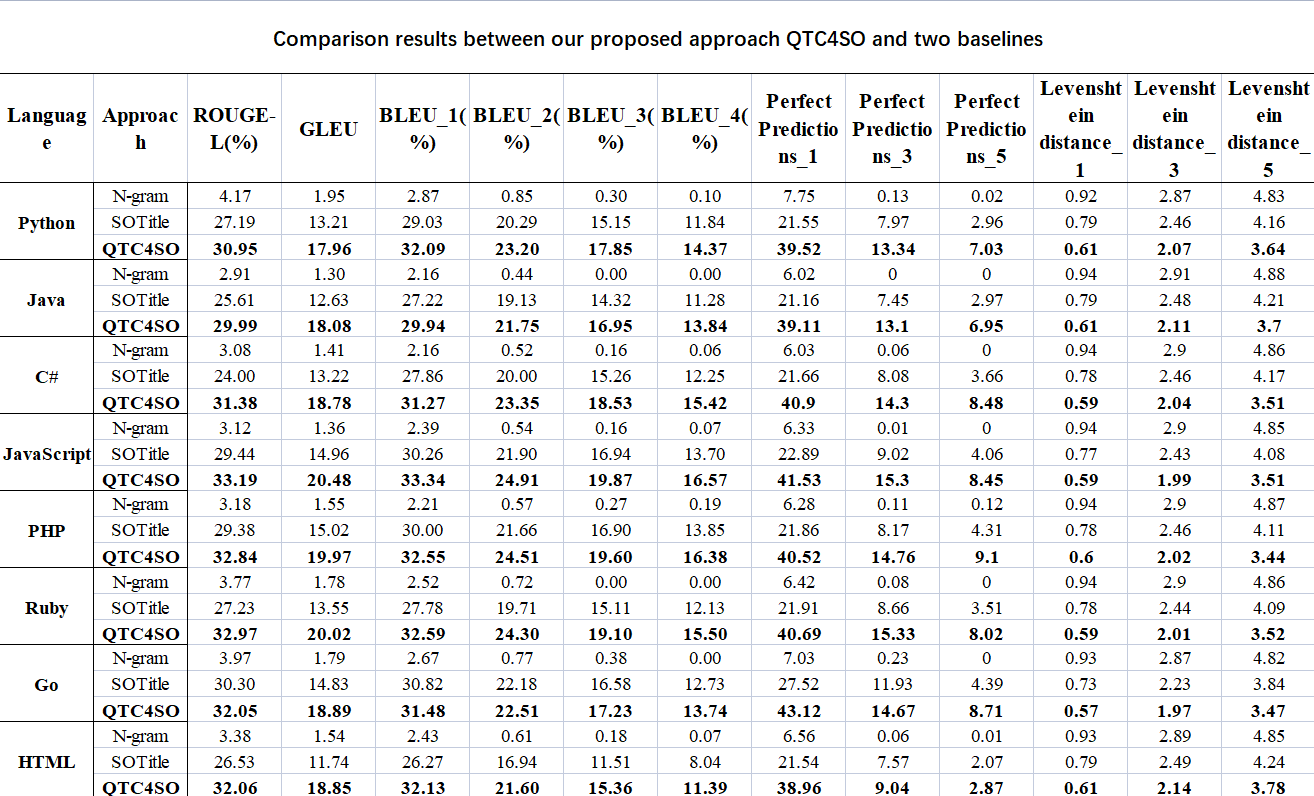 Comparison results between our proposed approach QTC4SO and two baselines
Language Approach ROUGE-L(%) GLEU BLEU_1(%) BLEU_2(%) BLEU_3(%) BLEU_4(%) Perfect Predictions_1 Perfect Predictions_3 Perfect Predictions_5 Levenshtein distance_1 Levenshtein distance_3 Levenshtein distance_5
Python
N-gram 4.17 1.95 2.87 0.85 0.30 0.10 7.75 0.13 0.02 0.92 2.87 4.83
SOTitle 27.19 13.21 29.03 20.29 15.15 11.84 21.55 7.97 2.96 0.79 2.46 4.16
QTC4SO 30.95 17.96 32.09 23.20 17.85 14.37 39.52 13.34 7.03 0.61 2.07 3.64
Java
N-gram 2.91 1.30 2.16 0.44 0.00 0.00 6.02 0 0 0.94 2.91 4.88
SOTitle 25.61 12.63 27.22 19.13 14.32 11.28 21.16 7.45 2.97 0.79 2.48 4.21
QTC4SO 29.99 18.08 29.94 21.75 16.95 13.84 39.11 13.1 6.95 0.61 2.11 3.7
C#
N-gram 3.08 1.41 2.16 0.52 0.16 0.06 6.03 0.06 0 0.94 2.9 4.86
SOTitle 24.00 13.22 27.86 20.00 15.26 12.25 21.66 8.08 3.66 0.78 2.46 4.17
QTC4SO 31.38 18.78 31.27 23.35 18.53 15.42 40.9 14.3 8.48 0.59 2.04 3.51
JavaScript
N-gram 3.12 1.36 2.39 0.54 0.16 0.07 6.33 0.01 0 0.94 2.9 4.85
SOTitle 29.44 14.96 30.26 21.90 16.94 13.70 22.89 9.02 4.06 0.77 2.43 4.08
QTC4SO 33.19 20.48 33.34 24.91 19.87 16.57 41.53 15.3 8.45 0.59 1.99 3.51
PHP
N-gram 3.18 1.55 2.21 0.57 0.27 0.19 6.28 0.11 0.12 0.94 2.9 4.87
SOTitle 29.38 15.02 30.00 21.66 16.90 13.85 21.86 8.17 4.31 0.78 2.46 4.11
QTC4SO 32.84 19.97 32.55 24.51 19.60 16.38 40.52 14.76 9.1 0.6 2.02 3.44
Ruby
N-gram 3.77 1.78 2.52 0.72 0.00 0.00 6.42 0.08 0 0.94 2.9 4.86
SOTitle 27.23 13.55 27.78 19.71 15.11 12.13 21.91 8.66 3.51 0.78 2.44 4.09
QTC4SO 32.97 20.02 32.59 24.30 19.10 15.50 40.69 15.33 8.02 0.59 2.01 3.52
Go
N-gram 3.97 1.79 2.67 0.77 0.38 0.00 7.03 0.23 0 0.93 2.87 4.82
SOTitle 30.30 14.83 30.82 22.18 16.58 12.73 27.52 11.93 4.39 0.73 2.23 3.84
QTC4SO 32.05 18.89 31.48 22.51 17.23 13.74 43.12 14.67 8.71 0.57 1.97 3.47
HTML
N-gram 3.38 1.54 2.43 0.61 0.18 0.07 6.56 0.06 0.01 0.93 2.89 4.85
SOTitle 26.53 11.74 26.27 16.94 11.51 8.04 21.54 7.57 2.07 0.79 2.49 4.24
QTC4SO 32.06 18.85 32.13 21.60 15.36 11.39 38.96 9.04 2.87 0.61 2.14 3.78